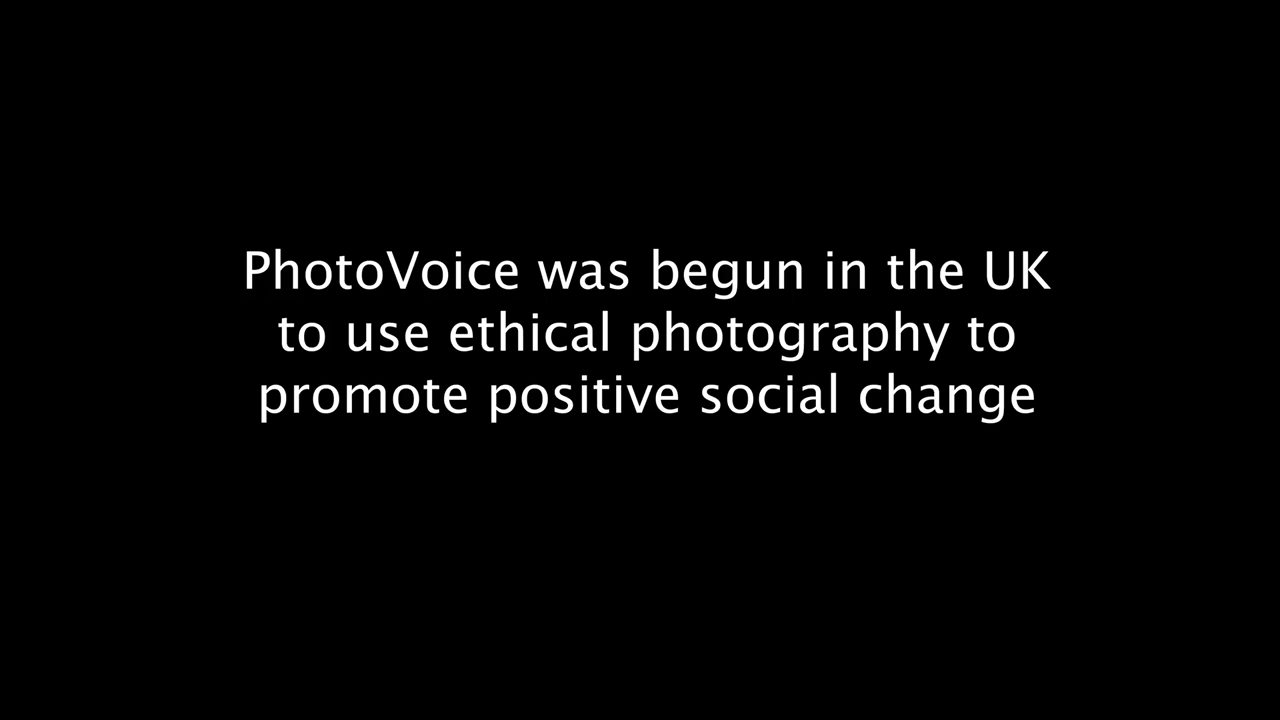 PhotoVoice was begun in the UK
to use ethical photography to
promote positive social change